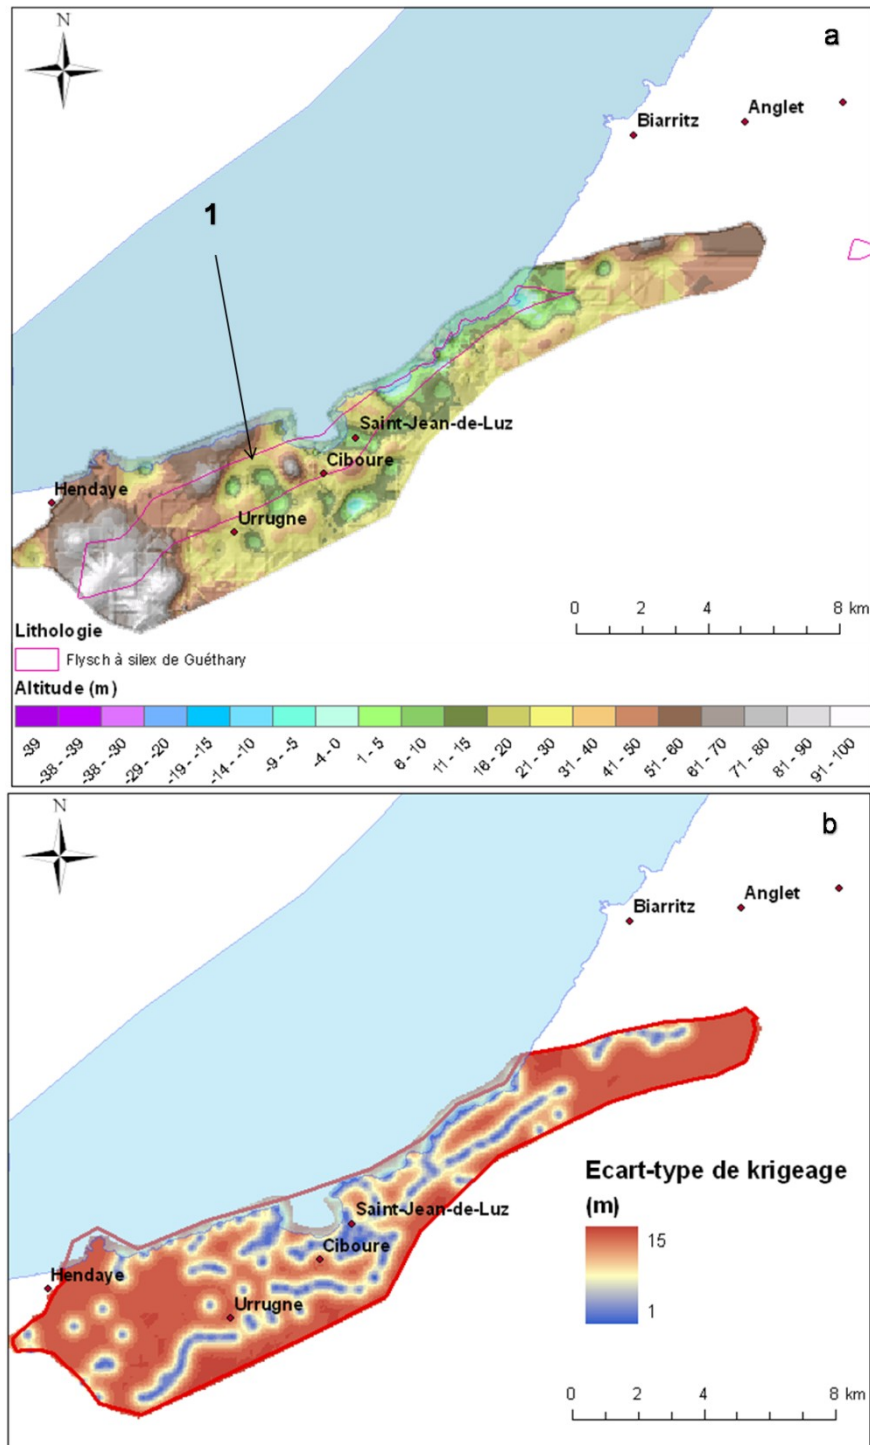 N
a
Biarritz
Anglet
1
Saint-Jean-de-Luz
Ciboure
Hendaye
Urrugne
0 2 4 8 km
Lithologie
Flysch à silex de Guéthary
Altitude (m)
-39
-38 - -39
-38 - -30
-29 - -20
-19 - -15
-14 - -10
-9 - -5
-4 - 0
1 - 5
6 - 10
11 - 15
16 - 20
21 - 30
31 - 40
41 - 50
51 - 60
61 - 70
71 - 80
81 - 90
91 - 100
N
b
Biarritz
Anglet
Ecart-type de krigeage
(m)
15
1
Saint-Jean-de-Luz
Ciboure
Hendaye
Urrugne
0 2 4 8 km